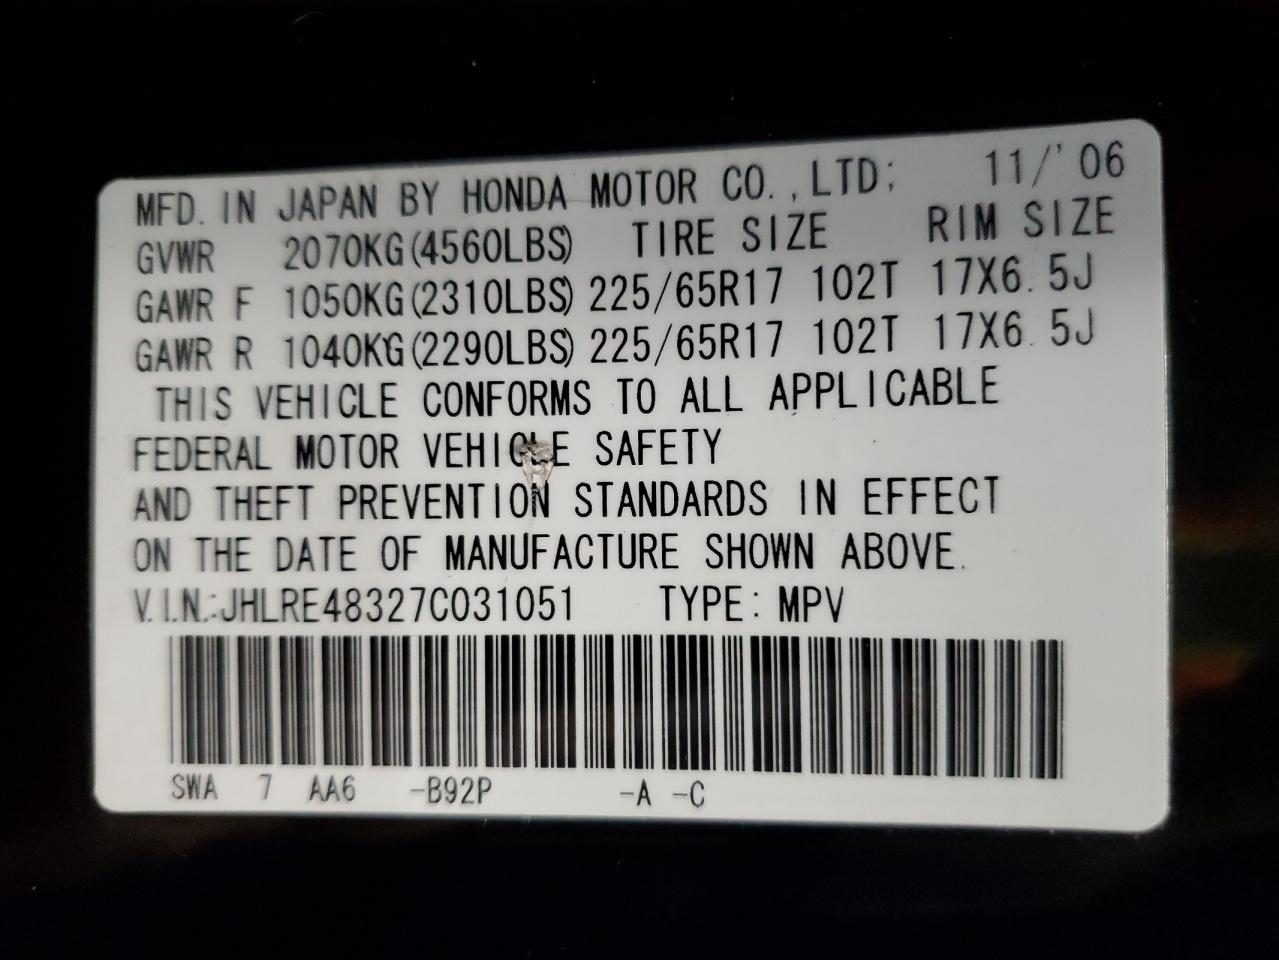 MFD. IN JAPAN BY HONDA MOTOR CO.,LTD; 11/'06
GVWR 2070KG(4560LBS) TIRE SIZE RIM SIZE
GAWR F 1050KG(2310LBS) 225/65R17 102T 17X6.5J
GAWR R 1040KG(2290LBS) 225/65R17 102T 17X6.5J
THIS VEHICLE CONFORMS TO ALL APPLICABLE
FEDERAL MOTOR VEHICLE SAFETY
AND THEFT PREVENTION STANDARDS IN EFFECT
ON THE DATE OF MANUFACTURE SHOWN ABOVE.
V.I.N.:JHLRE48327C031051 TYPE: MPV
SWA 7 AA6 -B92P -A -C